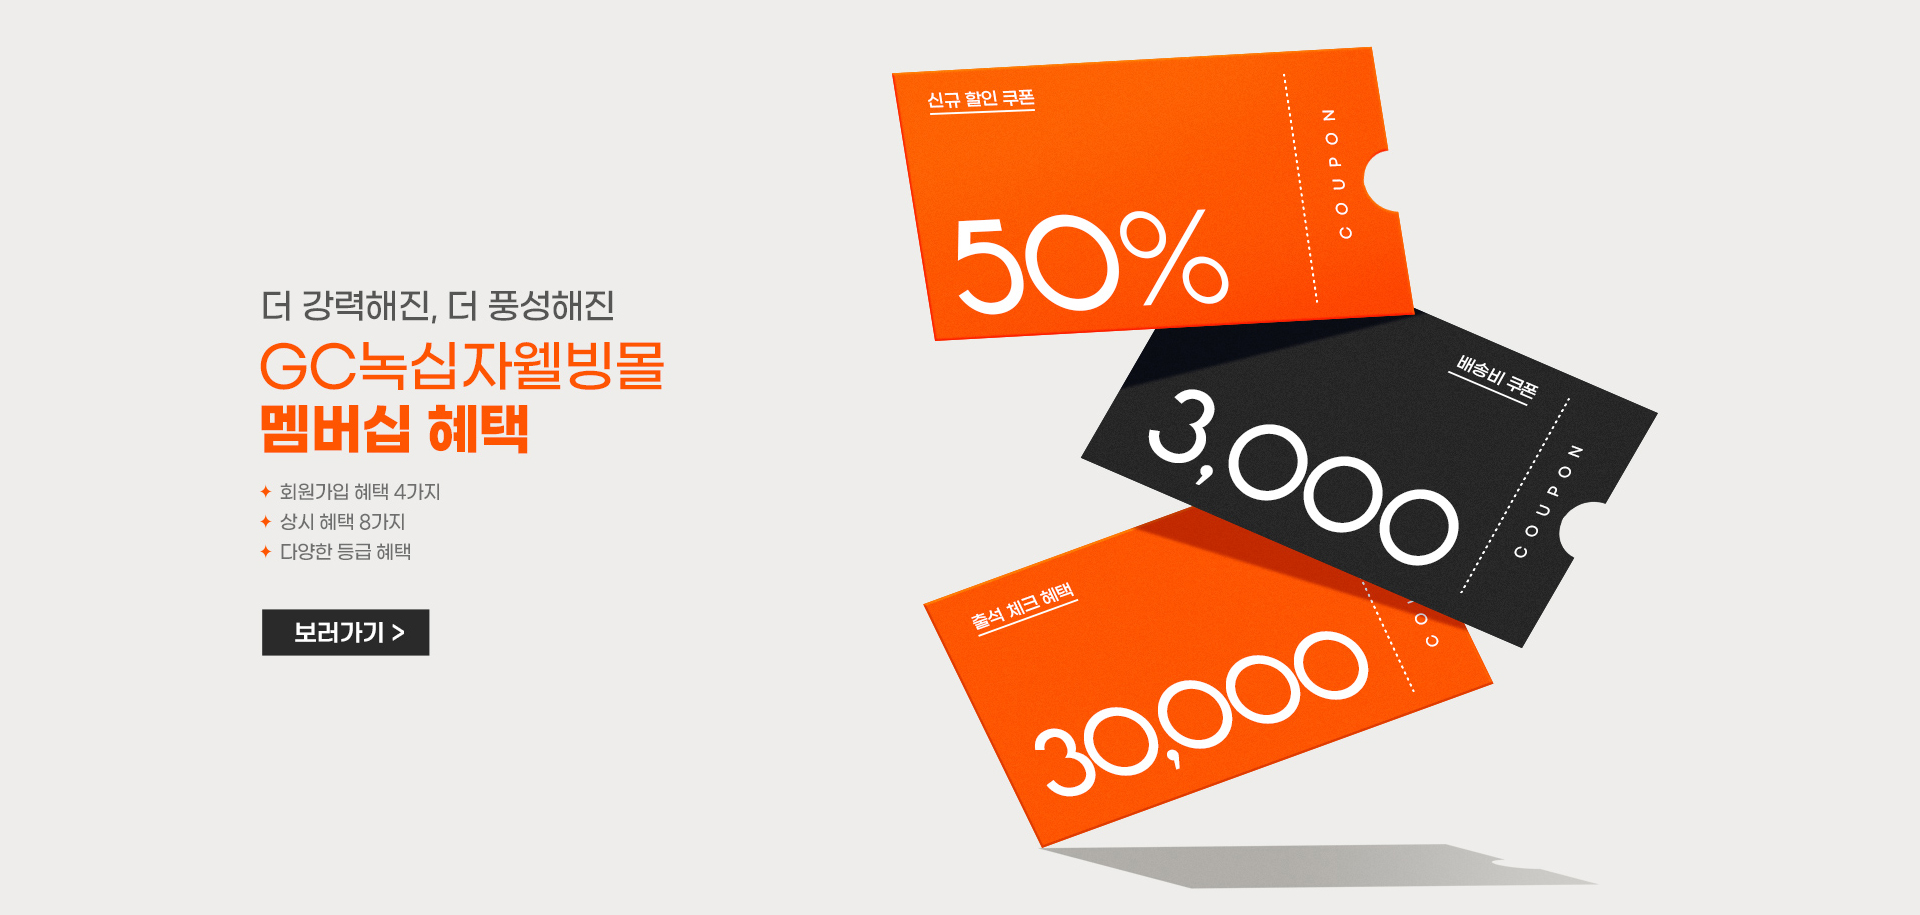 더 강력해진, 더 풍성해진
GC녹십자웰빙몰
멤버십 혜택
회원가입 혜택 4가지
상시 혜택 8가지
다양한 등급 혜택
보러가기 >
신규 할인 쿠폰
50%
COUPON
배송비 쿠폰
3,000
COUPON
출석 체크 혜택
30,000
CO